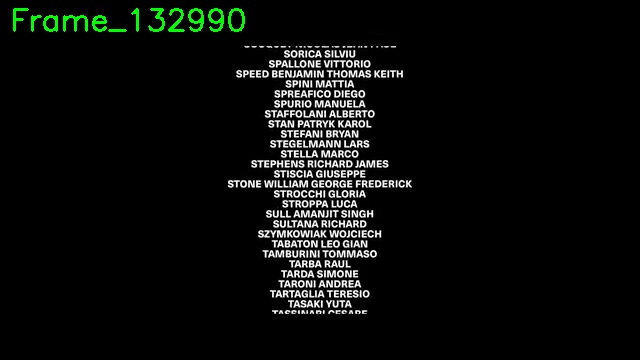 Frame_132990
SORICA SILVIU
SPALLONE VITTORIO
SPEED BENJAMIN THOMAS KEITH
SPINI MATTIA
SPREAFICO DIEGO
SPURIO MANUELA
STAFFOLANI ALBERTO
STAN PATRYK KAROL
STEFANI BRYAN
STEGELMANN LARS
STELLA MARCO
STEPHENS RICHARD JAMES
STISCIA GIUSEPPE
STONE WILLIAM GEORGE FREDERICK
STROCCHI GLORIA
STROPPA LUCA
SULL AMANJIT SINGH
SULTANA RICHARD
SZYMKOWIAK WOJCIECH
TABATON LEO GIAN
TAMBURINI TOMMASO
TARBA RAUL
TARDA SIMONE
TARONI ANDREA
TARTAGLIA TERESIO
TASAKI YUTA
TASSINARI CESARE